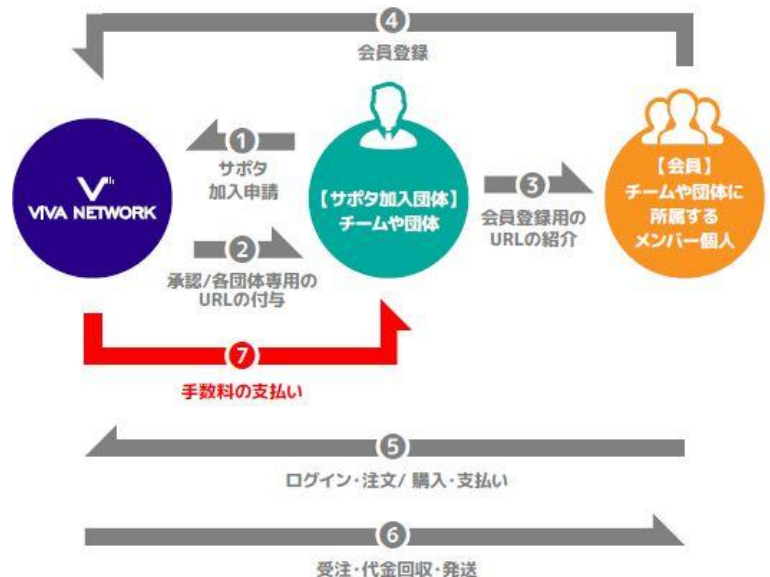 4
会員登録
1
サポタ
加入申請
VIVA NETWORK
【サポタ加入団体】
チームや団体
3
会員登録用の
URLの紹介
【会員】
チームや団体に
所属する
メンバー個人
2
承認/各団体専用の
URLの付与
7
手数料の支払い
5
ログイン・注文/ 購入・支払い
6
受注・代金回収・発送